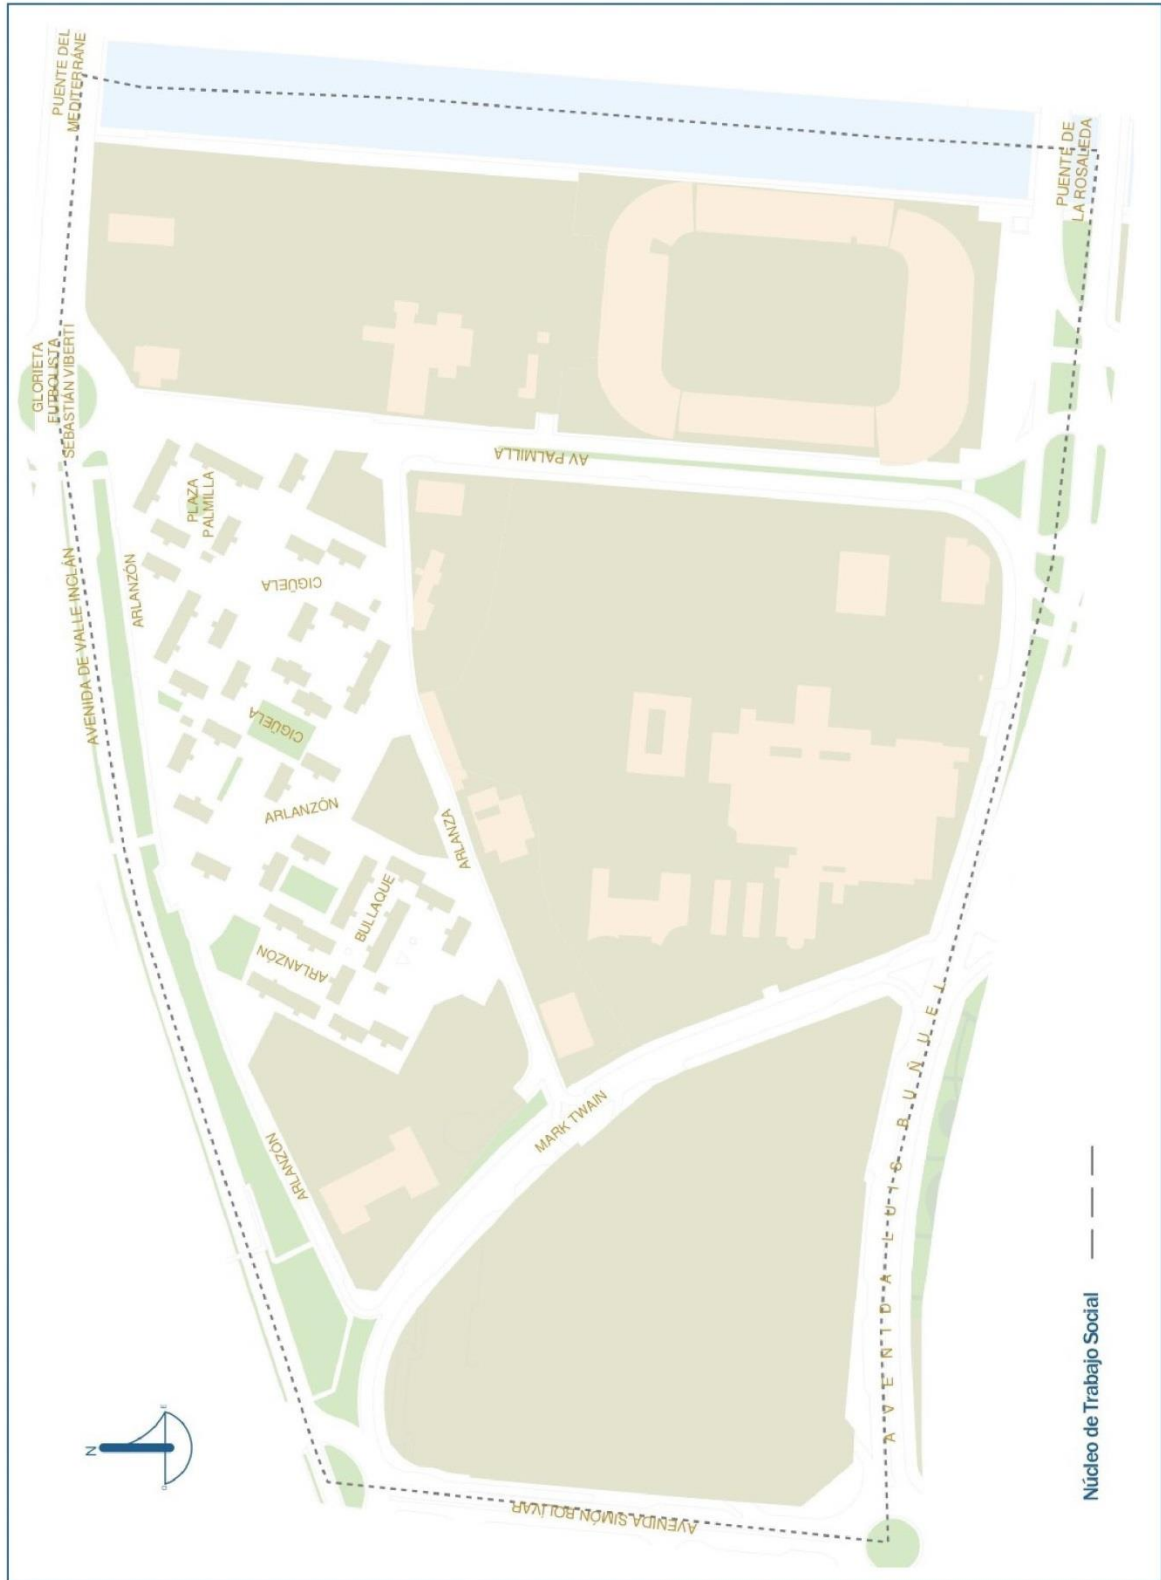 PUENTE DEL
MEDITERRÁNE
GLORIETA
FUTBOLISTA
SEBASTIÁN VIBERTI
PUENTE DE
LA ROSALEDA
AV PALMILLA
PLAZA
PALMILLA
AVENIDA DE VALLE INCLÁN
ARLANZÓN
CIGÜELA
CIGÜELA
ARLANZÓN
ARLANZA
BULLAQUE
ARLANZÓN
ARLANZÓN
MARK TWAIN
AVENIDA LUIS BUÑUEL
AVENIDA SIMÓN BOLÍVAR
N
E
O
Núcleo de Trabajo Social